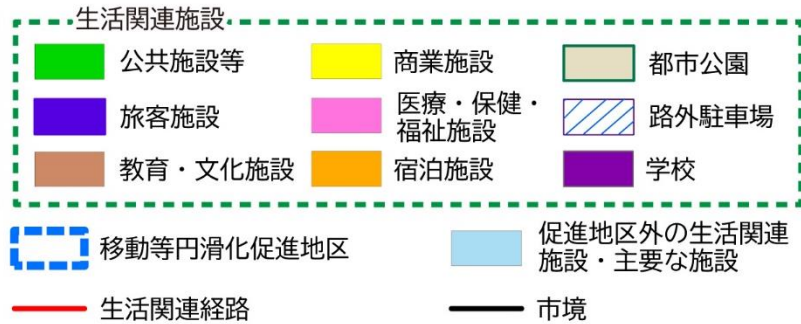 生活関連施設
公共施設等
商業施設
都市公園
旅客施設
医療・保健・
福祉施設
路外駐車場
教育・文化施設
宿泊施設
学校
移動等円滑化促進地区
促進地区外の生活関連
施設・主要な施設
生活関連経路
市境